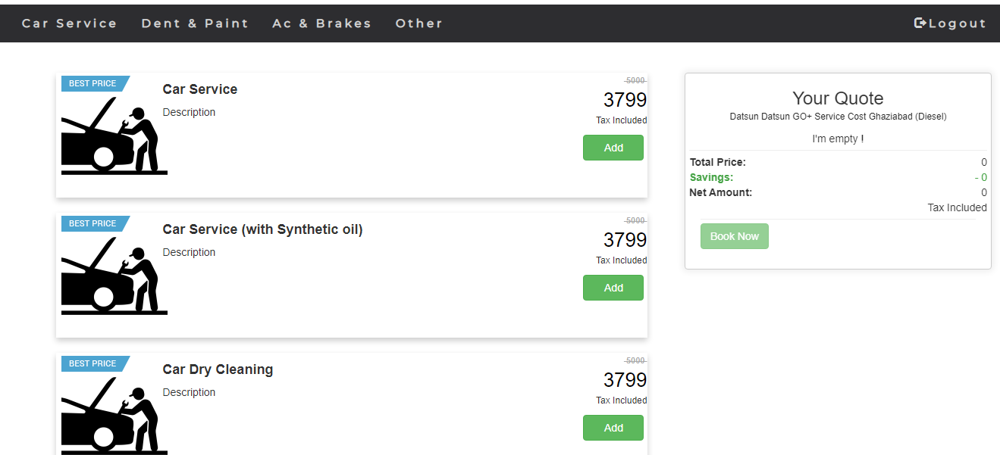 Car Service Dent & Paint Ac & Brakes Other Logout
BEST PRICE
Car Service
Description
5000
3799
Tax Included
Add
BEST PRICE
Car Service (with Synthetic oil)
Description
5000
3799
Tax Included
Add
BEST PRICE
Car Dry Cleaning
Description
5000
3799
Tax Included
Add
Your Quote
Datsun Datsun GO+ Service Cost Ghaziabad (Diesel)
I'm empty !
Total Price: 0
Savings: - 0
Net Amount: 0
Tax Included
Book Now